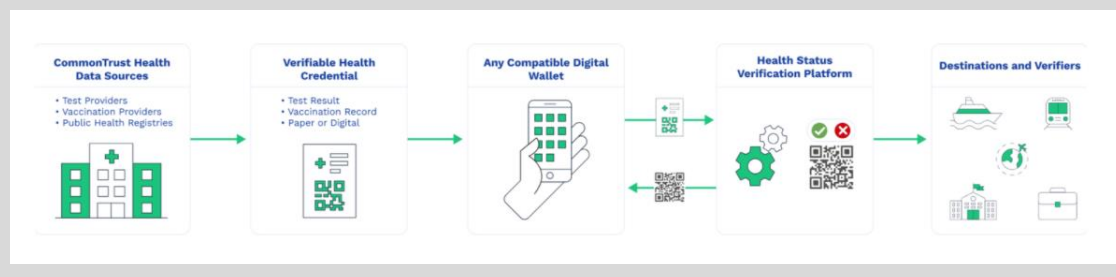 CommonTrust Health
Data Sources
• Test Providers
• Vaccination Providers
• Public Health Registries
Verifiable Health
Credential
• Test Result
• Vaccination Record
• Paper or Digital
Any Compatible Digital
Wallet
Health Status
Verification Platform
Destinations and Verifiers